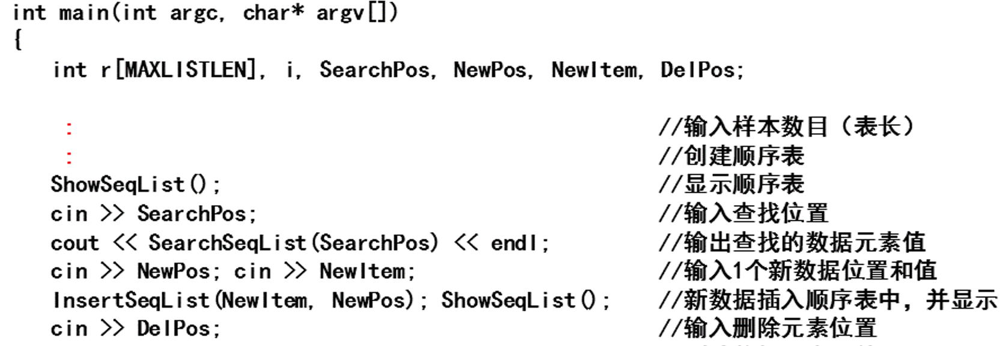 int main(int argc, char* argv[])
{
int r[MAXLISTLEN], i, SearchPos, NewPos, NewItem, DelPos;
: //输入样本数目（表长）
: //创建顺序表
ShowSeqList(); //显示顺序表
cin >> SearchPos; //输入查找位置
cout << SearchSeqList(SearchPos) << endl; //输出查找的数据元素值
cin >> NewPos; cin >> NewItem; //输入1个新数据位置和值
InsertSeqList(NewItem, NewPos); ShowSeqList(); //新数据插入顺序表中，并显示
cin >> DelPos; //输入删除元素位置